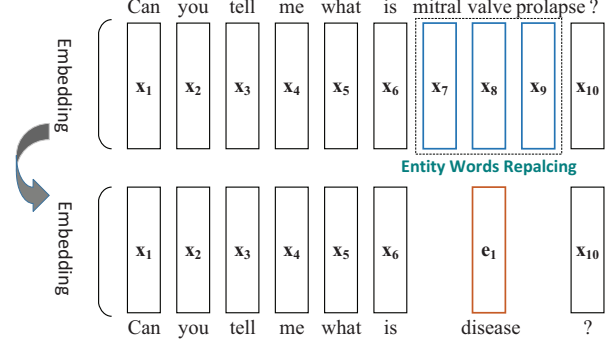 Can you tell me what is mitral valve prolapse ?
Embedding
x1 x2 x3 x4 x5 x6 x7 x8 x9 x10
Entity Words Repalcing
Embedding
x1 x2 x3 x4 x5 x6 e1 x10
Can you tell me what is disease ?